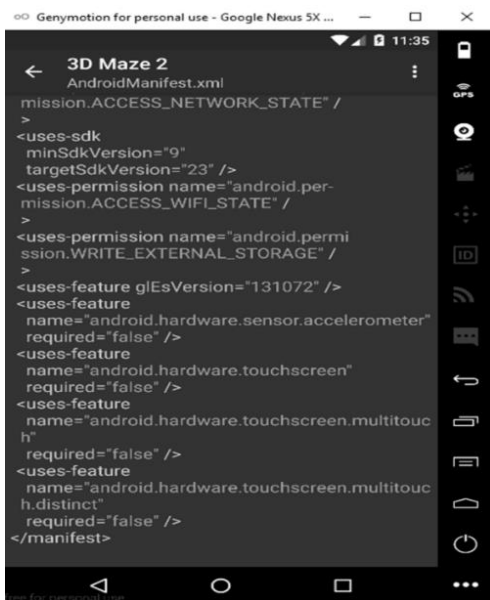 Genymotion for personal use - Google Nexus 5X ...
11:35
3D Maze 2
AndroidManifest.xml
mission.ACCESS_NETWORK_STATE" /
>
<uses-sdk
minSdkVersion="9"
targetSdkVersion="23" />
<uses-permission name="android.per-
mission.ACCESS_WIFI_STATE" /
>
<uses-permission name="android.permi
ssion.WRITE_EXTERNAL_STORAGE" /
>
<uses-feature glEsVersion="131072" />
<uses-feature
name="android.hardware.sensor.accelerometer"
required="false" />
<uses-feature
name="android.hardware.touchscreen"
required="false" />
<uses-feature
name="android.hardware.touchscreen.multitouc
h"
required="false" />
<uses-feature
name="android.hardware.touchscreen.multitouc
h.distinct"
required="false" />
</manifest>
free for personal use
GPS
ID